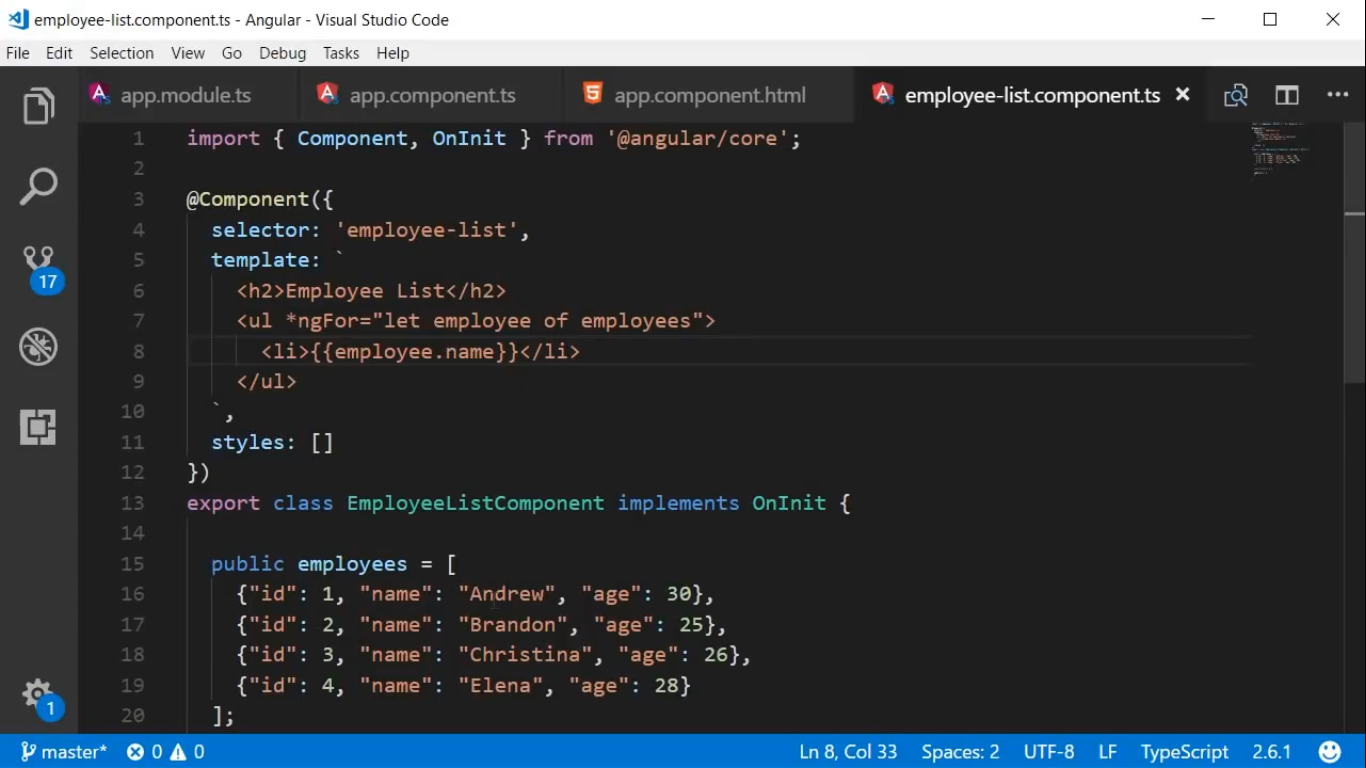 employee-list.component.ts - Angular - Visual Studio Code
File Edit Selection View Go Debug Tasks Help
app.module.ts app.component.ts app.component.html employee-list.component.ts
1 import { Component, OnInit } from '@angular/core';
2
3 @Component({
4 selector: 'employee-list',
5 template: `
6 <h2>Employee List</h2>
7 <ul *ngFor="let employee of employees">
8 <li>{{employee.name}}</li>
9 </ul>
10 `,
11 styles: []
12 })
13 export class EmployeeListComponent implements OnInit {
14
15 public employees = [
16 {"id": 1, "name": "Andrew", "age": 30},
17 {"id": 2, "name": "Brandon", "age": 25},
18 {"id": 3, "name": "Christina", "age": 26},
19 {"id": 4, "name": "Elena", "age": 28}
20 ];
17
1
master* 0 0 Ln 8, Col 33 Spaces: 2 UTF-8 LF TypeScript 2.6.1